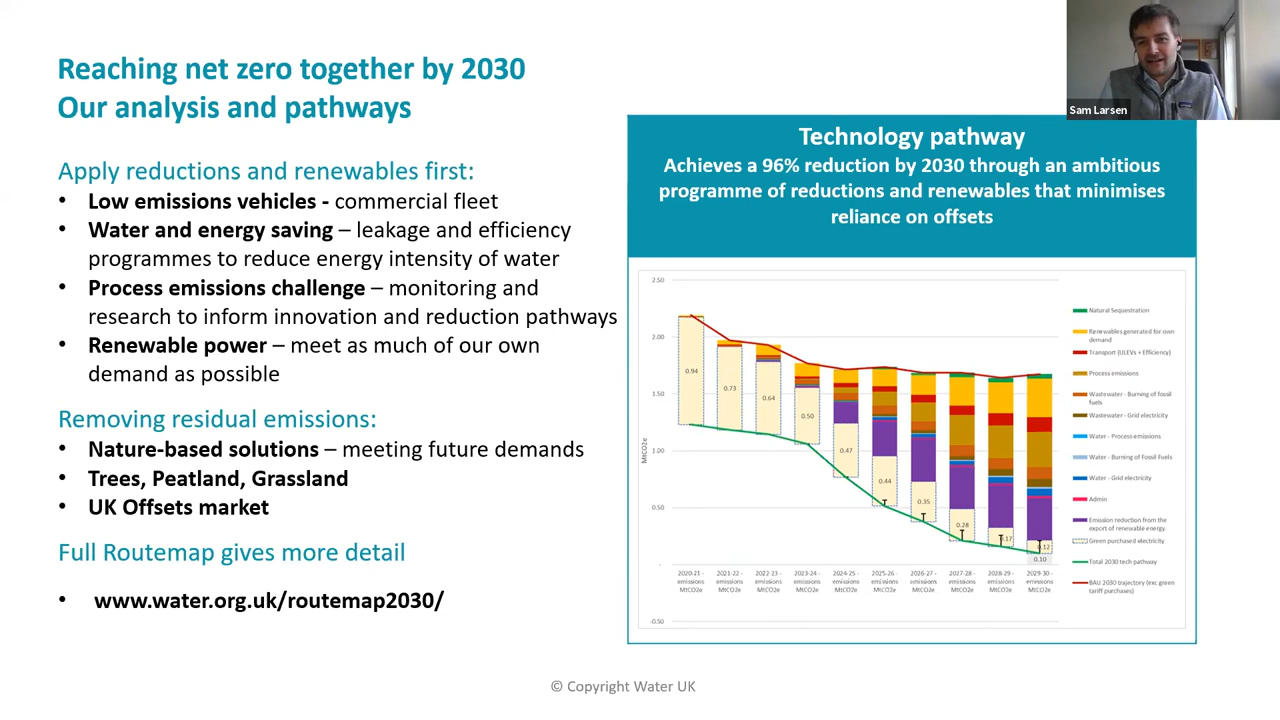 Reaching net zero together by 2030
Our analysis and pathways
Apply reductions and renewables first:
• Low emissions vehicles - commercial fleet
• Water and energy saving – leakage and efficiency
programmes to reduce energy intensity of water
• Process emissions challenge – monitoring and
research to inform innovation and reduction pathways
• Renewable power – meet as much of our own
demand as possible
Removing residual emissions:
• Nature-based solutions – meeting future demands
• Trees, Peatland, Grassland
• UK Offsets market
Full Routemap gives more detail
• www.water.org.uk/routemap2030/
Sam Larsen
Technology pathway
Achieves a 96% reduction by 2030 through an ambitious
programme of reductions and renewables that minimises
reliance on offsets
2.50
2.00
1.50
1.00
0.50
-
-0.50
MtCO2e
0.94
0.73
0.64
0.50
0.47
0.44
0.35
0.28
0.17
0.12
0.10
2020-21 -
emissions
MtCO2e
2021-22 -
emissions
MtCO2e
2022-23 -
emissions
MtCO2e
2023-24 -
emissions
MtCO2e
2024-25 -
emissions
MtCO2e
2025-26 -
emissions
MtCO2e
2026-27 -
emissions
MtCO2e
2027-28 -
emissions
MtCO2e
2028-29 -
emissions
MtCO2e
2029-30 -
emissions
MtCO2e
Natural Sequestration
Renewables generated for own
demand
Transport (ULEVs + Efficiency)
Process emissions
Wastewater - Burning of fossil
fuels
Wastewater - Grid electricity
Water - Process emissions
Water - Burning of Fossil Fuels
Water - Grid electricity
Admin
Emission reduction from the
export of renewable energy.
Green purchased electricity
Total 2030 tech pathway
BAU 2030 trajectory (exc green
tariff purchases)
© Copyright Water UK